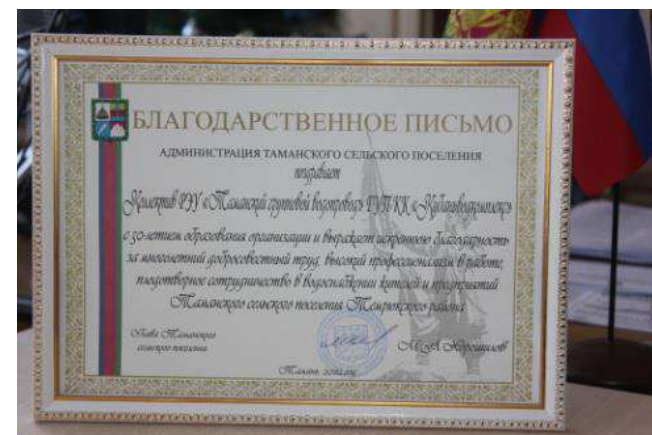 БЛАГОДАРСТВЕННОЕ ПИСЬМО
АДМИНИСТРАЦИЯ ТАМАНСКОГО СЕЛЬСКОГО ПОСЕЛЕНИЯ
поздравляет
Коллектив РЭУ «Таманский групповой водопровод» ГУП КК «Кубаньводкомплекс»
с 30-летием образования организации и выражает искреннюю благодарность
за многолетний добросовестный труд, высокий профессионализм в работе,
плодотворное сотрудничество в водоснабжении жителей и предприятий
Таманского сельского поселения Темрюкского района
Глава Таманского
сельского поселения
Хорошилов
Тамань